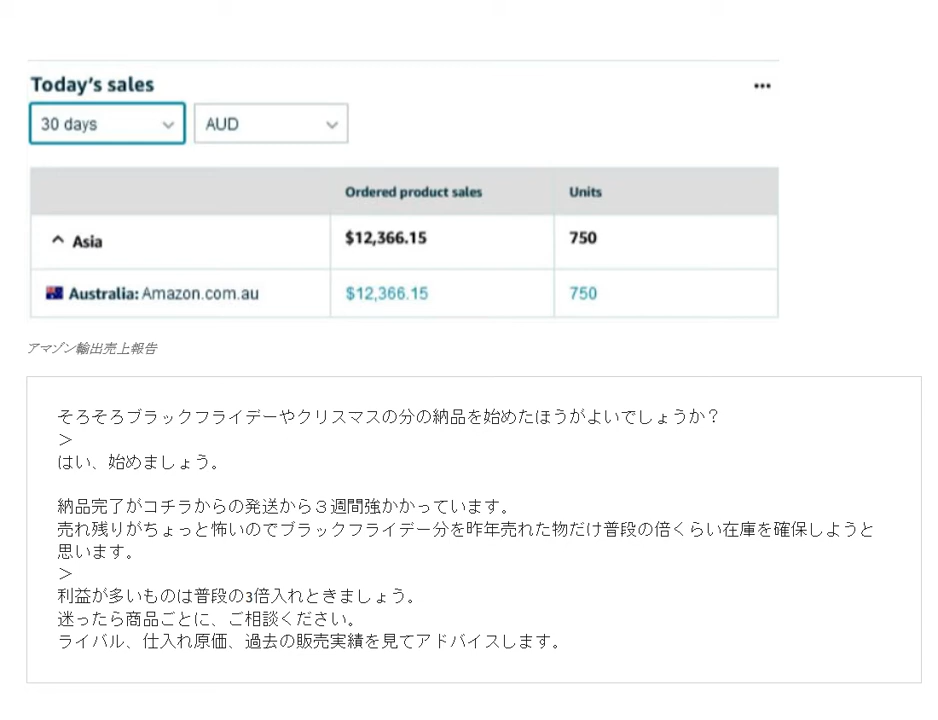 Today's sales
30 days AUD
Ordered product sales Units
Asia $12,366.15 750
Australia: Amazon.com.au $12,366.15 750
アマゾン輸出売上報告
そろそろブラックフライデーやクリスマスの分の納品を始めたほうがよいでしょうか？
＞
はい、始めましょう。
納品完了がコチラからの発送から３週間強かかっています。
売れ残りがちょっと怖いのでブラックフライデー分を昨年売れた物だけ普段の倍くらい在庫を確保しようと
思います。
＞
利益が多いものは普段の3倍入れときましょう。
迷ったら商品ごとに、ご相談ください。
ライバル、仕入れ原価、過去の販売実績を見てアドバイスします。